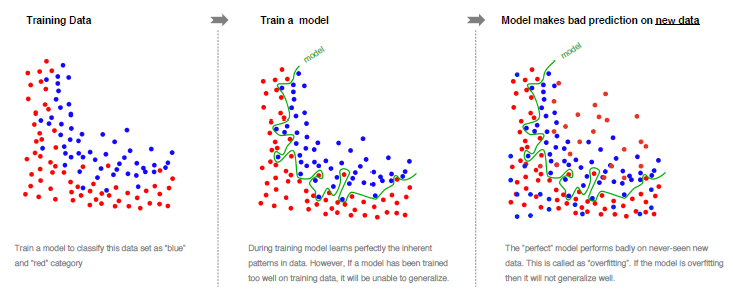 Training Data
Train a model
Model makes bad prediction on new data
model
model
Train a model to classify this data set as "blue"
and "red" category
During training model learns perfectly the inherent
patterns in data. However, if a model has been trained
too well on training data, it will be unable to generalize.
The "perfect" model performs badly on never-seen new
data. This is called as "overfitting". If the model is overfitting
then it will not generalize well.